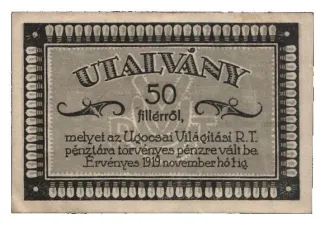 UTALVÁNY
50
fillérről,
melyet az Ugocsai Világítási R.T.
pénztára törvényes pénzre vált be.
Érvényes 1919. november hó 1-ig.